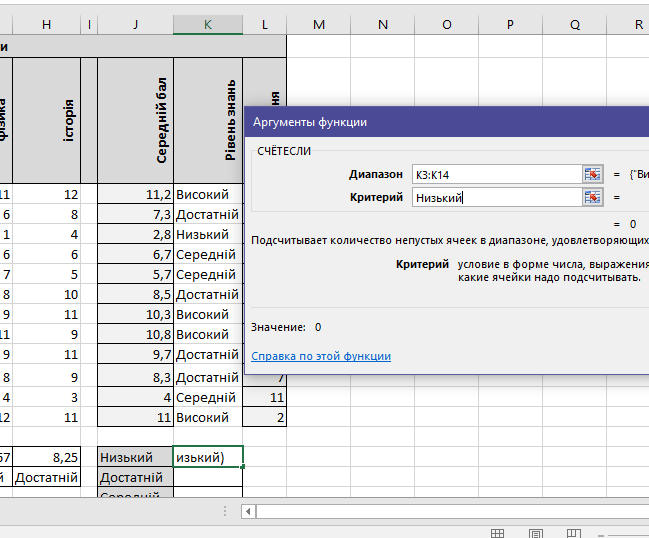 H I J K L M N O P Q R
и
фізика історія Середній бал Рівень знань ня
Аргументы функции
СЧЁТЕСЛИ
Диапазон K3:K14 = {"Ви
Критерий Низький =
= 0
Подсчитывает количество непустых ячеек в диапазоне, удовлетворяющих
Критерий условие в форме числа, выражения
какие ячейки надо подсчитывать.
Значение: 0
Справка по этой функции
11 12 11,2 Високий
6 8 7,3 Достатній
1 4 2,8 Низький
6 6 6,7 Середній
7 5 5,7 Середній
8 10 8,5 Достатній
9 11 10,3 Високий
11 9 10,8 Високий
9 11 9,7 Достатній
8 9 8,3 Достатній 7
4 3 4 Середній 11
12 11 11 Високий 2
67 8,25 Низький изький)
й Достатній Достатній
Середній